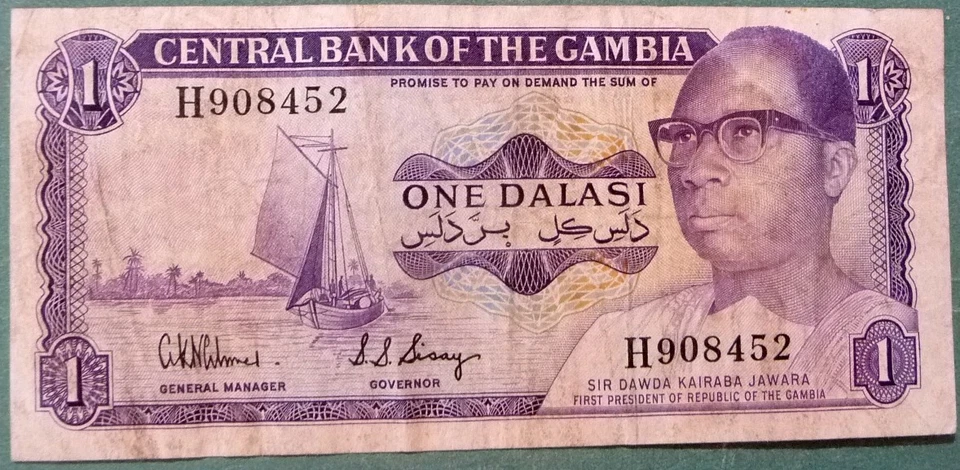 CENTRAL BANK OF THE GAMBIA
1
1
PROMISE TO PAY ON DEMAND THE SUM OF
H908452
ONE DALASI
S.S. Sisay
GENERAL MANAGER
GOVERNOR
H908452
SIR DAWDA KAIRABA JAWARA
FIRST PRESIDENT OF REPUBLIC OF THE GAMBIA
1
1